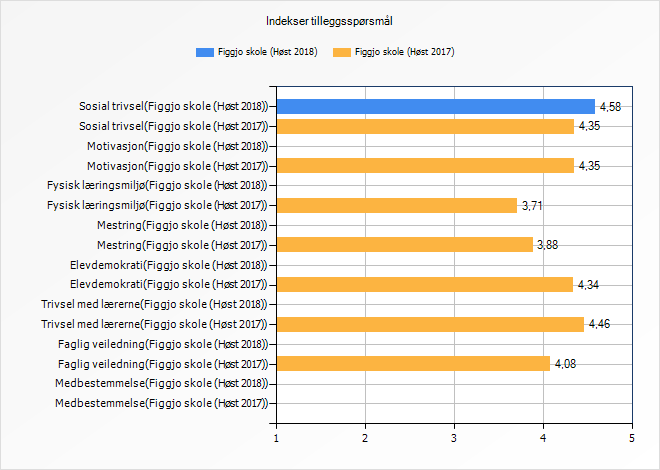 Indekser tilleggsspørsmål
Figgjo skole (Høst 2018) Figgjo skole (Høst 2017)
Sosial trivsel(Figgjo skole (Høst 2018)) 4,58
Sosial trivsel(Figgjo skole (Høst 2017)) 4,35
Motivasjon(Figgjo skole (Høst 2018))
Motivasjon(Figgjo skole (Høst 2017)) 4,35
Fysisk læringsmiljø(Figgjo skole (Høst 2018))
Fysisk læringsmiljø(Figgjo skole (Høst 2017)) 3,71
Mestring(Figgjo skole (Høst 2018))
Mestring(Figgjo skole (Høst 2017)) 3,88
Elevdemokrati(Figgjo skole (Høst 2018))
Elevdemokrati(Figgjo skole (Høst 2017)) 4,34
Trivsel med lærerne(Figgjo skole (Høst 2018))
Trivsel med lærerne(Figgjo skole (Høst 2017)) 4,46
Faglig veiledning(Figgjo skole (Høst 2018))
Faglig veiledning(Figgjo skole (Høst 2017)) 4,08
Medbestemmelse(Figgjo skole (Høst 2018))
Medbestemmelse(Figgjo skole (Høst 2017))
1 2 3 4 5